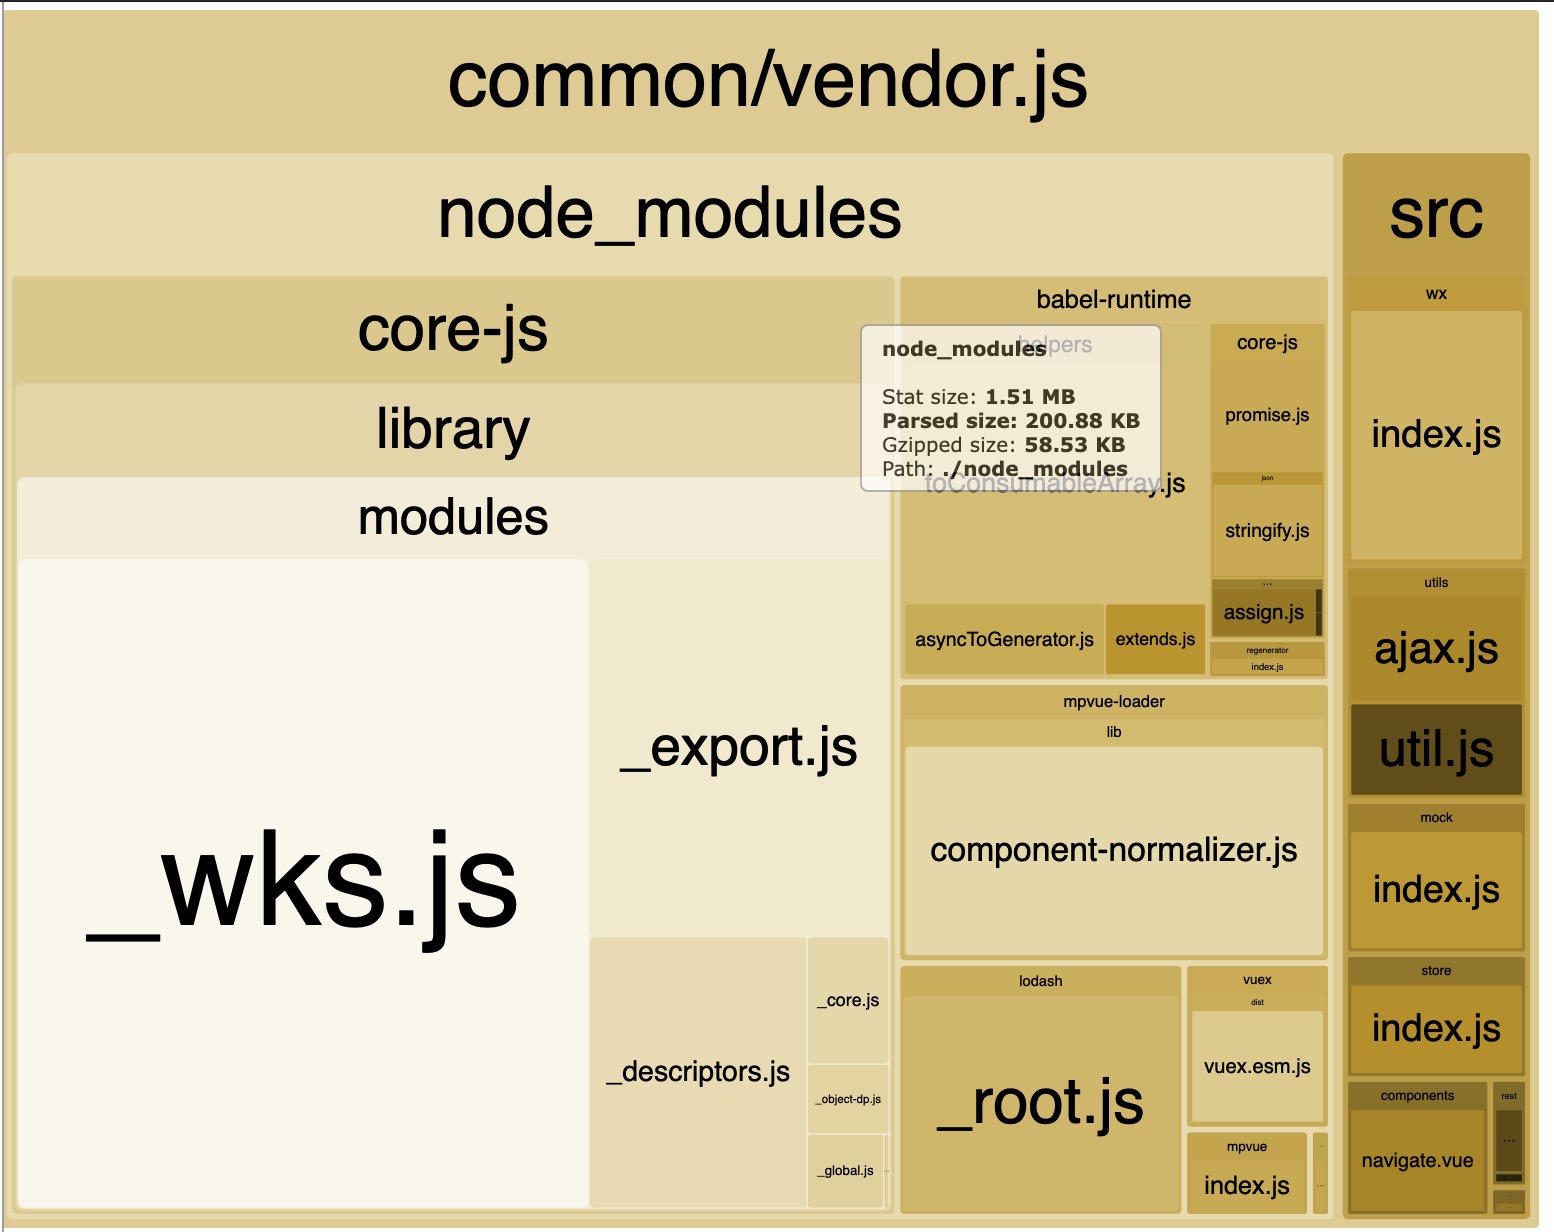 common/vendor.js
node_modules
src
core-js
library
modules
_wks.js
_export.js
_descriptors.js
_core.js
_object-dp.js
_global.js
...
babel-runtime
helpers
node_modules
Stat size: 1.51 MB
Parsed size: 200.88 KB
Gzipped size: 58.53 KB
Path: ./node_modules
toConsumableArray.js
asyncToGenerator.js
extends.js
core-js
promise.js
json
stringify.js
...
assign.js
regenerator
index.js
mpvue-loader
lib
component-normalizer.js
lodash
_root.js
vuex
dist
vuex.esm.js
mpvue
index.js
...
wx
index.js
utils
ajax.js
util.js
mock
index.js
store
index.js
components
navigate.vue
rest
...